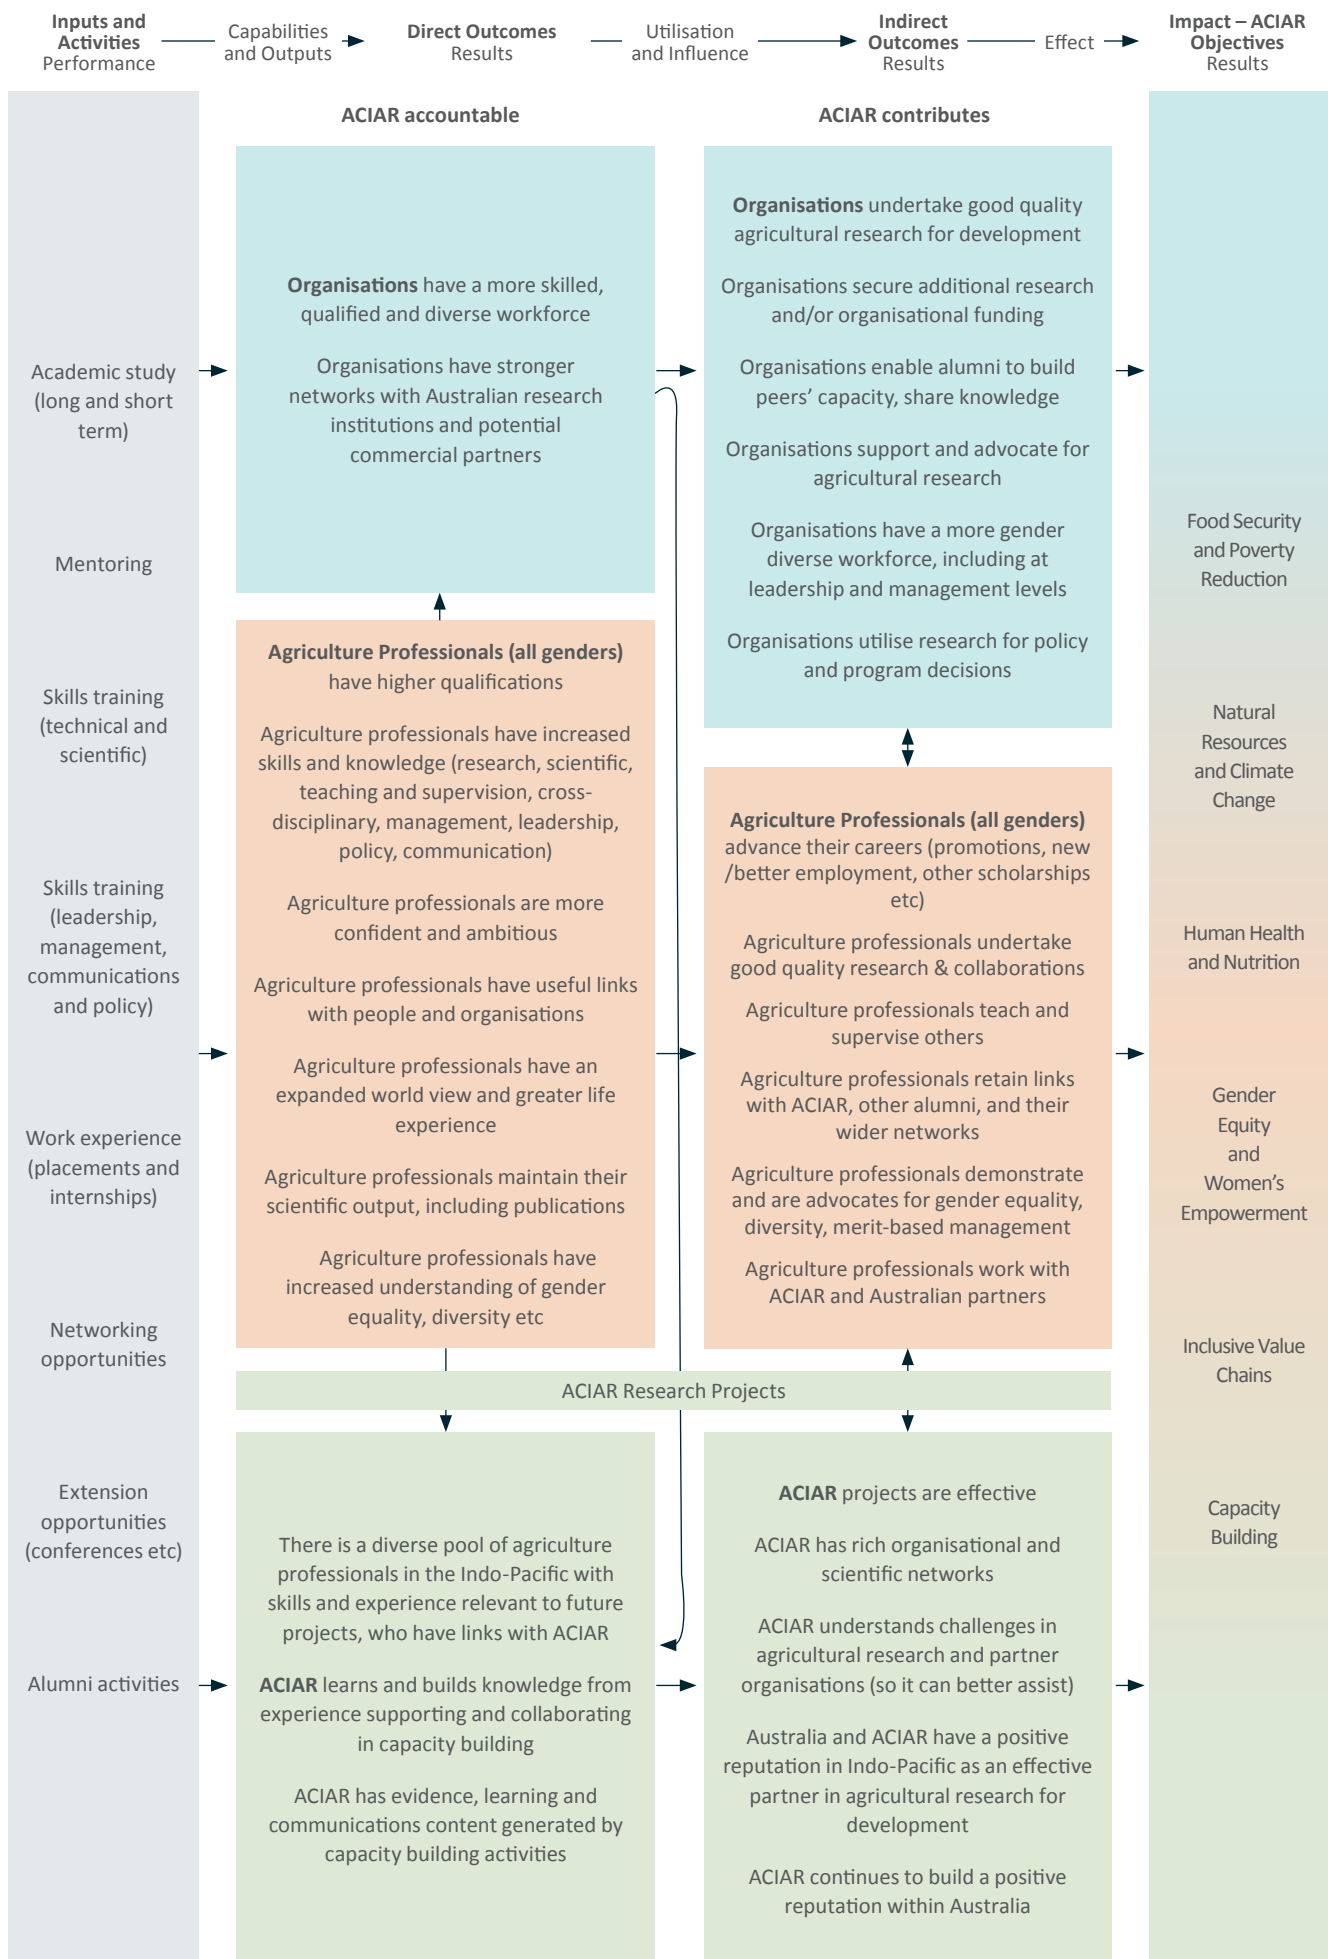 Inputs and
Activities
Performance
Capabilities
and Outputs
Direct Outcomes
Results
Utilisation
and Influence
Indirect
Outcomes
Results
Effect
Impact – ACIAR
Objectives
Results
Academic study
(long and short
term)
Mentoring
Skills training
(technical and
scientific)
Skills training
(leadership,
management,
communications
and policy)
Work experience
(placements and
internships)
Networking
opportunities
Extension
opportunities
(conferences etc)
Alumni activities
ACIAR accountable
Organisations have a more skilled,
qualified and diverse workforce
Organisations have stronger
networks with Australian research
institutions and potential
commercial partners
Agriculture Professionals (all genders)
have higher qualifications
Agriculture professionals have increased
skills and knowledge (research, scientific,
teaching and supervision, cross-
disciplinary, management, leadership,
policy, communication)
Agriculture professionals are more
confident and ambitious
Agriculture professionals have useful links
with people and organisations
Agriculture professionals have an
expanded world view and greater life
experience
Agriculture professionals maintain their
scientific output, including publications
Agriculture professionals have
increased understanding of gender
equality, diversity etc
ACIAR Research Projects
There is a diverse pool of agriculture
professionals in the Indo-Pacific with
skills and experience relevant to future
projects, who have links with ACIAR
ACIAR learns and builds knowledge from
experience supporting and collaborating
in capacity building
ACIAR has evidence, learning and
communications content generated by
capacity building activities
ACIAR contributes
Organisations undertake good quality
agricultural research for development
Organisations secure additional research
and/or organisational funding
Organisations enable alumni to build
peers’ capacity, share knowledge
Organisations support and advocate for
agricultural research
Organisations have a more gender
diverse workforce, including at
leadership and management levels
Organisations utilise research for policy
and program decisions
Agriculture Professionals (all genders)
advance their careers (promotions, new
/better employment, other scholarships
etc)
Agriculture professionals undertake
good quality research & collaborations
Agriculture professionals teach and
supervise others
Agriculture professionals retain links
with ACIAR, other alumni, and their
wider networks
Agriculture professionals demonstrate
and are advocates for gender equality,
diversity, merit-based management
Agriculture professionals work with
ACIAR and Australian partners
ACIAR projects are effective
ACIAR has rich organisational and
scientific networks
ACIAR understands challenges in
agricultural research and partner
organisations (so it can better assist)
Australia and ACIAR have a positive
reputation in Indo-Pacific as an effective
partner in agricultural research for
development
ACIAR continues to build a positive
reputation within Australia
Food Security
and Poverty
Reduction
Natural
Resources
and Climate
Change
Human Health
and Nutrition
Gender
Equity
and
Women’s
Empowerment
Inclusive Value
Chains
Capacity
Building